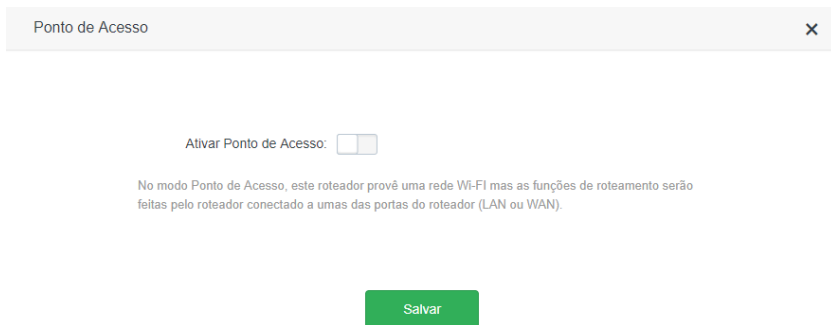 Ponto de Acesso
Ativar Ponto de Acesso:
No modo Ponto de Acesso, este roteador provê uma rede Wi-FI mas as funções de roteamento serão
feitas pelo roteador conectado a umas das portas do roteador (LAN ou WAN).
Salvar